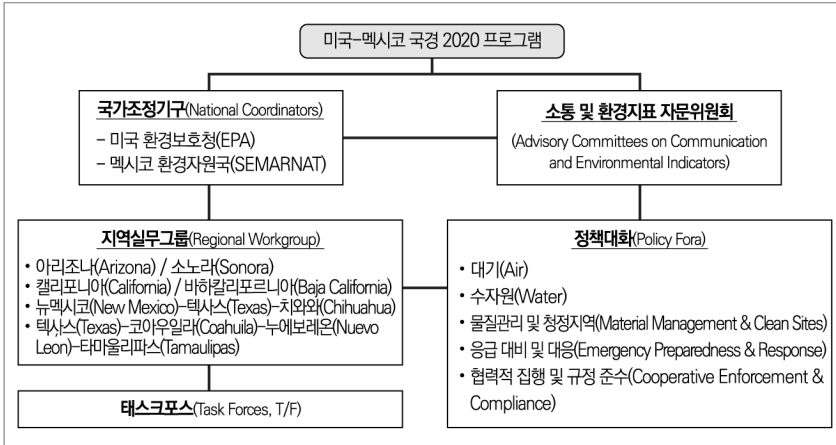 미국-멕시코 국경 2020 프로그램
국가조정기구(National Coordinators)
- 미국 환경보호청(EPA)
- 멕시코 환경자원국(SEMARNAT)
소통 및 환경지표 자문위원회
(Advisory Committees on Communication
and Environmental Indicators)
지역실무그룹(Regional Workgroup)
• 아리조나(Arizona) / 소노라(Sonora)
• 캘리포니아(California) / 바하칼리포르니아(Baja California)
• 뉴멕시코(New Mexico)-텍사스(Texas)-치와와(Chihuahua)
• 텍사스(Texas)-코아우일라(Coahuila)-누에보레온(Nuevo
Leon)-타마울리파스(Tamaulipas)
정책대화(Policy Fora)
• 대기(Air)
• 수자원(Water)
• 물질관리 및 청정지역(Material Management & Clean Sites)
• 응급 대비 및 대응(Emergency Preparedness & Response)
• 협력적 집행 및 규정 준수(Cooperative Enforcement &
Compliance)
태스크포스(Task Forces, T/F)